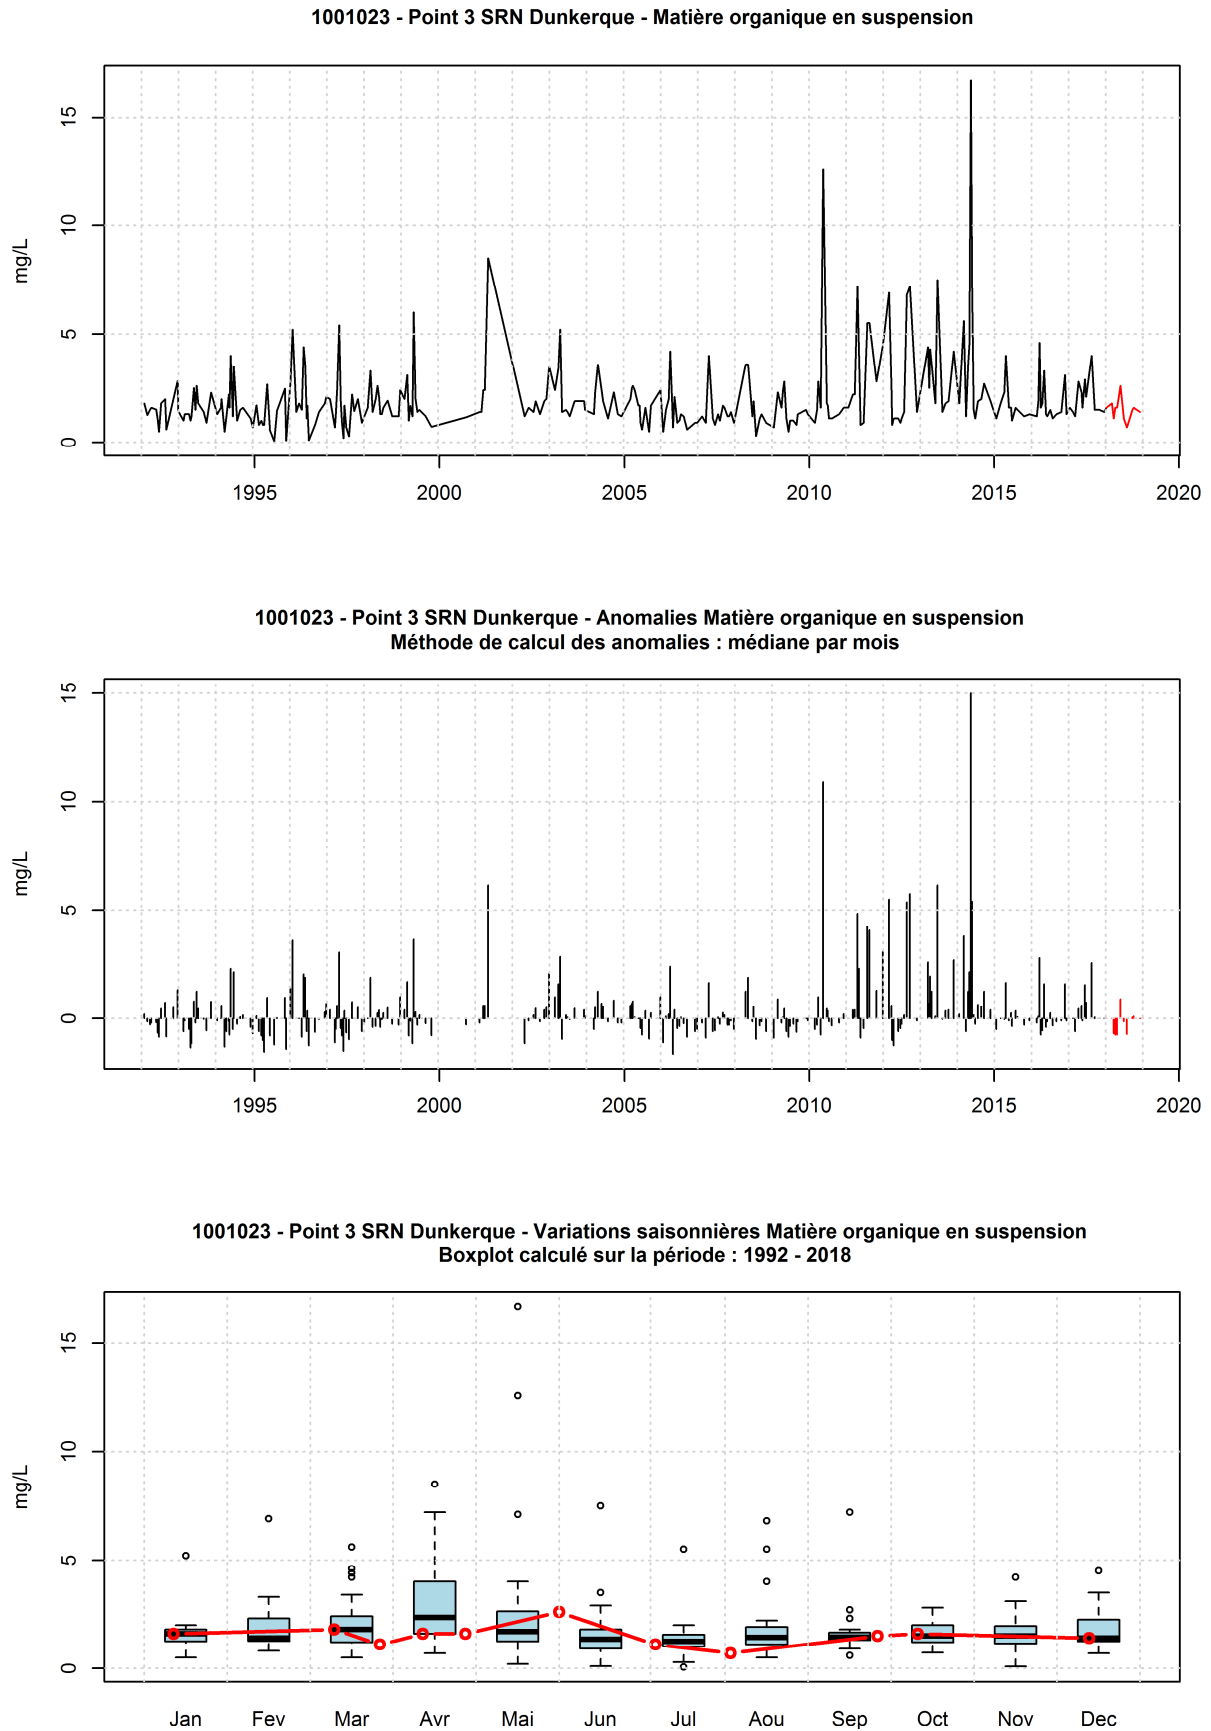 1001023 - Point 3 SRN Dunkerque - Matière organique en suspension
15
10
5
0
mg/L
1995 2000 2005 2010 2015 2020
1001023 - Point 3 SRN Dunkerque - Anomalies Matière organique en suspension
Méthode de calcul des anomalies : médiane par mois
15
10
5
0
mg/L
1995 2000 2005 2010 2015 2020
1001023 - Point 3 SRN Dunkerque - Variations saisonnières Matière organique en suspension
Boxplot calculé sur la période : 1992 - 2018
15
10
5
0
mg/L
Jan Fev Mar Avr Mai Jun Jul Aou Sep Oct Nov Dec